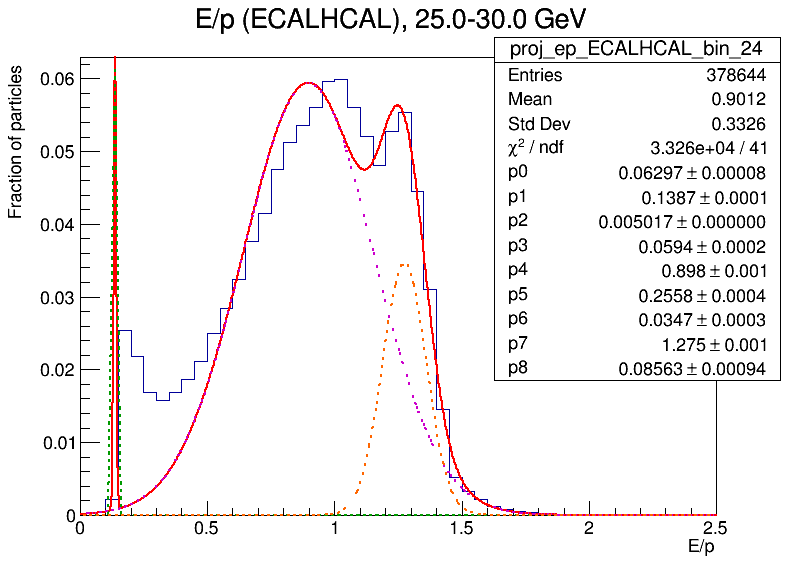 E/p (ECALHCAL), 25.0-30.0 GeV
proj_ep_ECALHCAL_bin_24
Entries 378644
Mean 0.9012
Std Dev 0.3326
χ² / ndf 3.326e+04 / 41
p0 0.06297 ± 0.00008
p1 0.1387 ± 0.0001
p2 0.005017 ± 0.000000
p3 0.0594 ± 0.0002
p4 0.898 ± 0.001
p5 0.2558 ± 0.0004
p6 0.0347 ± 0.0003
p7 1.275 ± 0.001
p8 0.08563 ± 0.00094
Fraction of particles
0.06
0.05
0.04
0.03
0.02
0.01
0
0 0.5 1 1.5 2 2.5
E/p